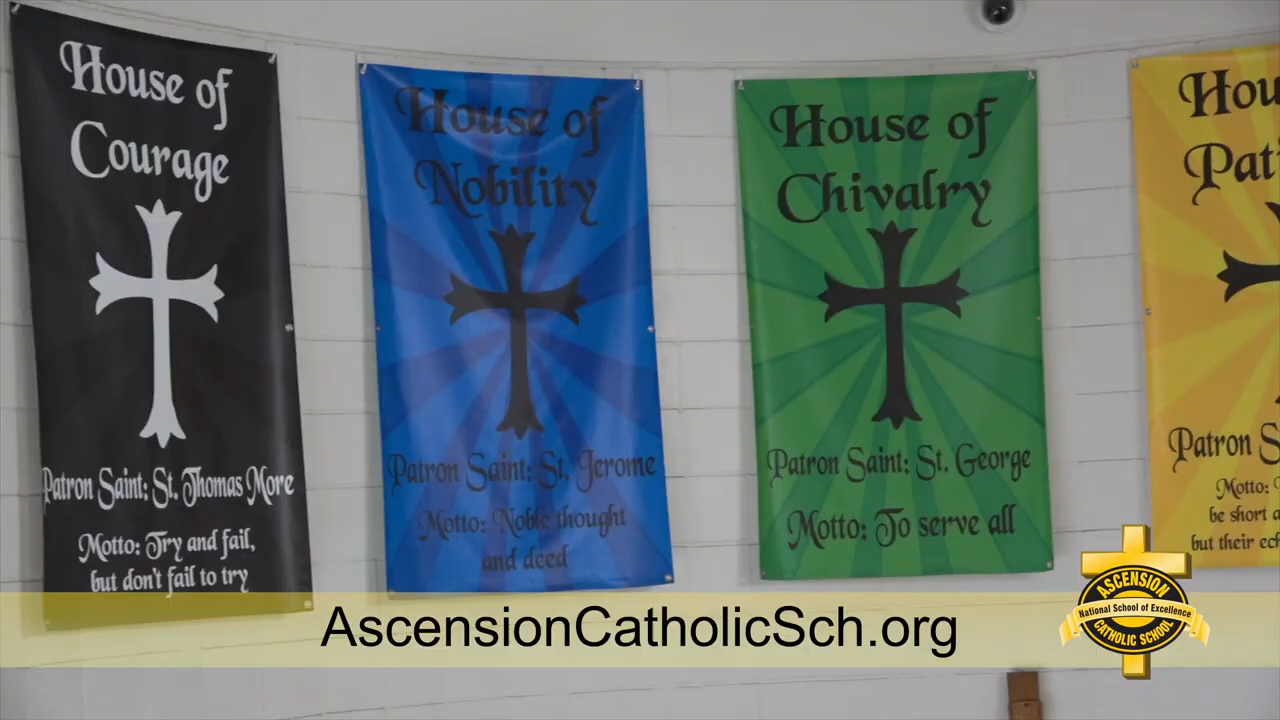 House of
Courage
Patron Saint: St. Thomas More
Motto: Try and fail,
but don't fail to try
House of
Nobility
Patron Saint: St. Jerome
Motto: Noble thought
and deed
House of
Chivalry
Patron Saint: St. George
Motto: To serve all
Hou
Pati
Patron S
Motto:
be short a
but their ech
AscensionCatholicSch.org
ASCENSION
National School of Excellence
CATHOLIC SCHOOL